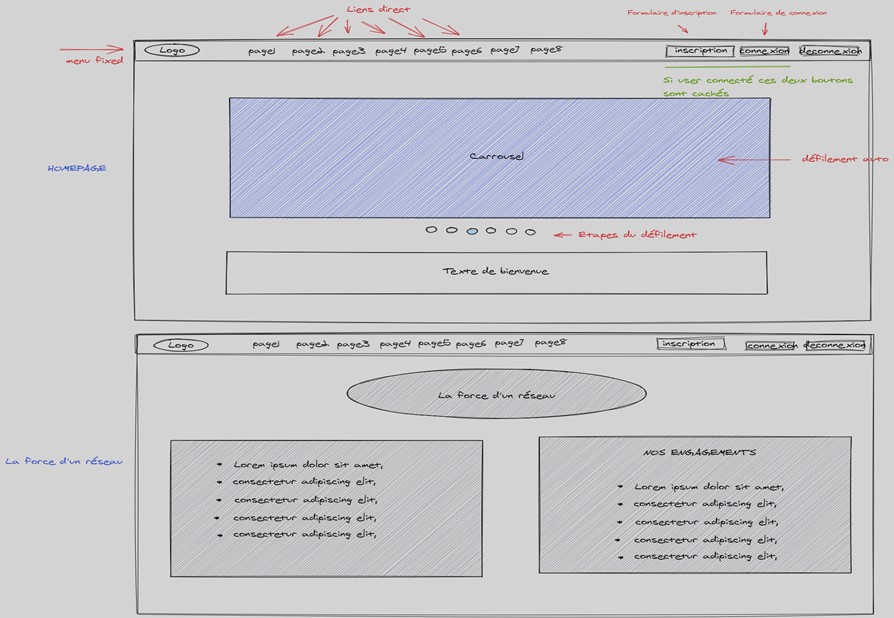 Liens direct
Formulaire d'inscription Formulaire de connexion
Logo page1 page2 page3 page4 page5 page6 page7 page8 inscription connexion deconnexion
menu fixed
Si user connecté ces deux boutons
sont cachés
Carrousel
défilement auto
HOMEPAGE
Etapes du défilement
Texte de bienvenue
Logo page1 page2 page3 page4 page5 page6 page7 page8 inscription connexion deconnexion
La force d'un réseau
La force d'un réseau
* Lorem ipsum dolor sit amet,
* consectetur adipiscing elit,
* consectetur adipiscing elit,
* consectetur adipiscing elit,
* consectetur adipiscing elit,
NOS ENGAGEMENTS
* Lorem ipsum dolor sit amet,
* consectetur adipiscing elit,
* consectetur adipiscing elit,
* consectetur adipiscing elit,
* consectetur adipiscing elit,